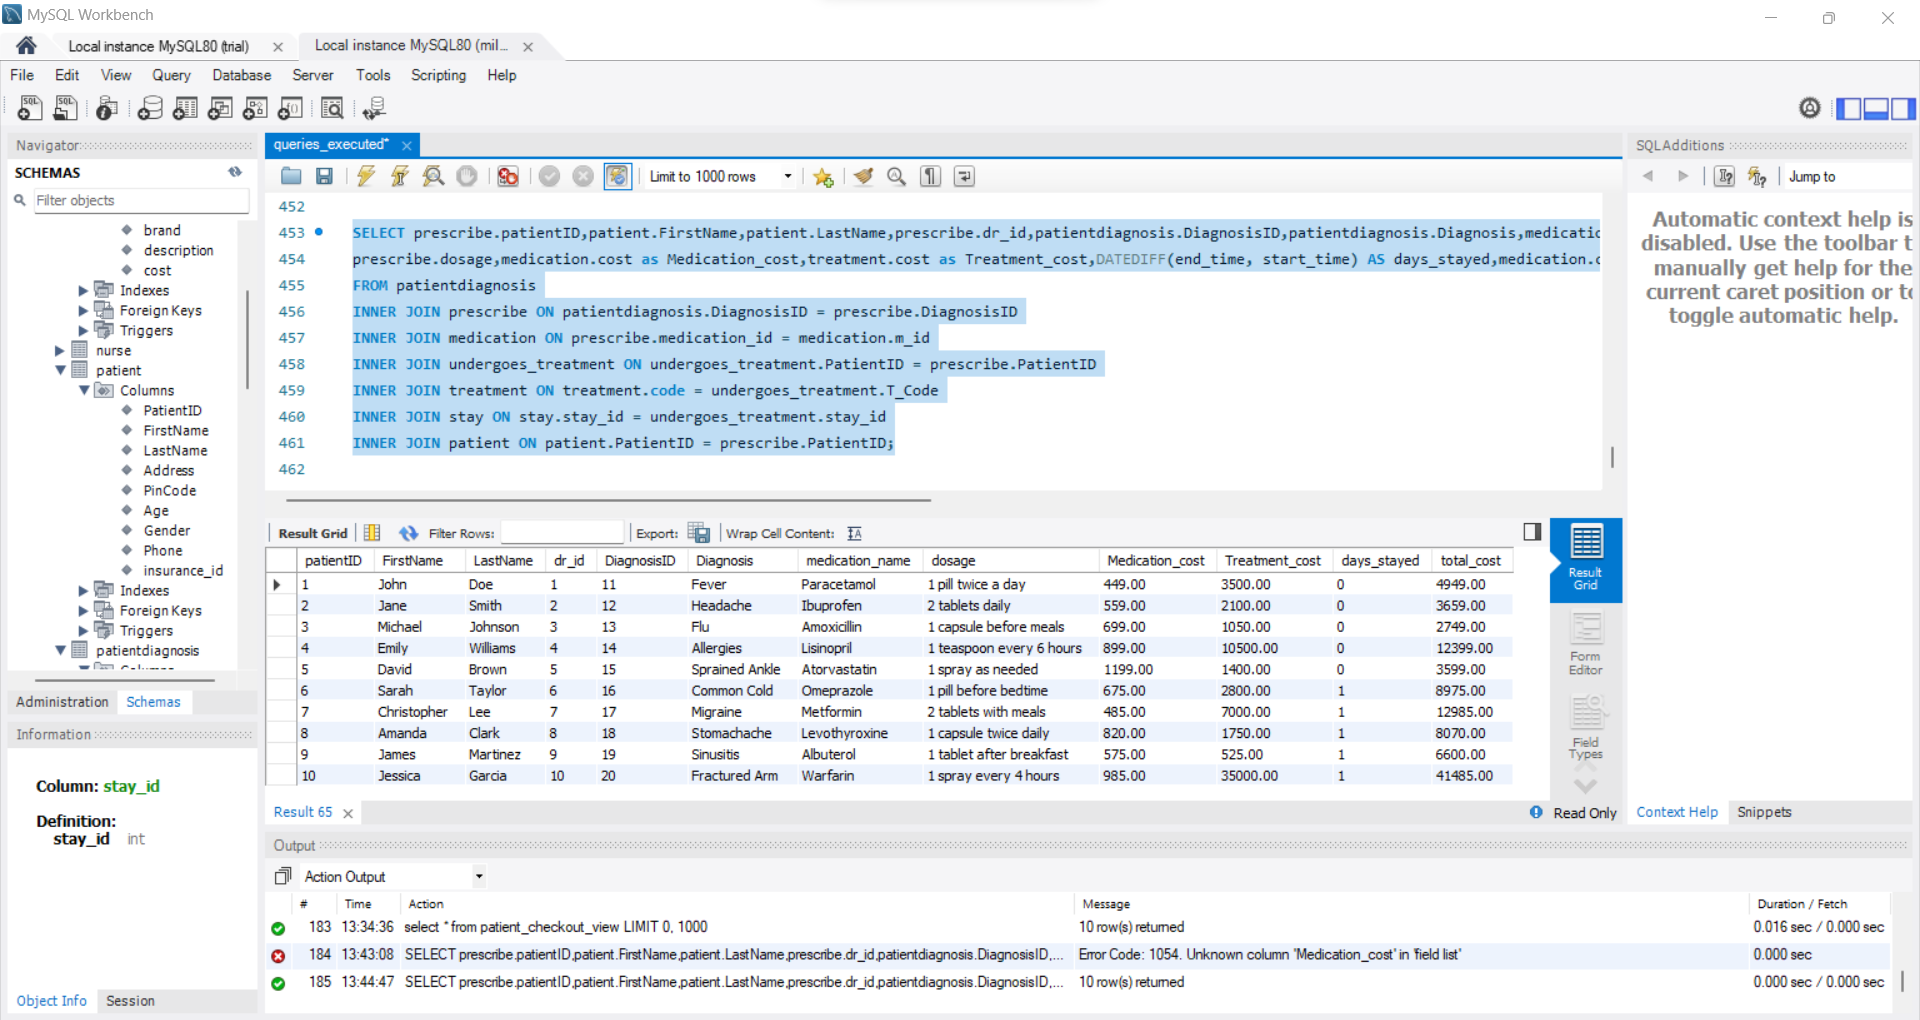 MySQL Workbench
Local instance MySQL80 (trial)
Local instance MySQL80 (mil...
File Edit View Query Database Server Tools Scripting Help
Navigator
SCHEMAS
Filter objects
brand
description
cost
Indexes
Foreign Keys
Triggers
nurse
patient
Columns
PatientID
FirstName
LastName
Address
PinCode
Age
Gender
Phone
insurance_id
Indexes
Foreign Keys
Triggers
patientdiagnosis
Administration Schemas
Information
Column: stay_id
Definition:
stay_id int
Object Info Session
queries_executed*
Limit to 1000 rows
452
453 SELECT prescribe.patientID,patient.FirstName,patient.LastName,prescribe.dr_id,patientdiagnosis.DiagnosisID,patientdiagnosis.Diagnosis,medicatic
454 prescribe.dosage,medication.cost as Medication_cost,treatment.cost as Treatment_cost,DATEDIFF(end_time, start_time) AS days_stayed,medication.c
455 FROM patientdiagnosis
456 INNER JOIN prescribe ON patientdiagnosis.DiagnosisID = prescribe.DiagnosisID
457 INNER JOIN medication ON prescribe.medication_id = medication.m_id
458 INNER JOIN undergoes_treatment ON undergoes_treatment.PatientID = prescribe.PatientID
459 INNER JOIN treatment ON treatment.code = undergoes_treatment.T_Code
460 INNER JOIN stay ON stay.stay_id = undergoes_treatment.stay_id
461 INNER JOIN patient ON patient.PatientID = prescribe.PatientID;
462
Result Grid Filter Rows: Export: Wrap Cell Content:
patientID FirstName LastName dr_id DiagnosisID Diagnosis medication_name dosage Medication_cost Treatment_cost days_stayed total_cost
1 John Doe 1 11 Fever Paracetamol 1 pill twice a day 449.00 3500.00 0 4949.00
2 Jane Smith 2 12 Headache Ibuprofen 2 tablets daily 559.00 2100.00 0 3659.00
3 Michael Johnson 3 13 Flu Amoxicillin 1 capsule before meals 699.00 1050.00 0 2749.00
4 Emily Williams 4 14 Allergies Lisinopril 1 teaspoon every 6 hours 899.00 10500.00 0 12399.00
5 David Brown 5 15 Sprained Ankle Atorvastatin 1 spray as needed 1199.00 1400.00 0 3599.00
6 Sarah Taylor 6 16 Common Cold Omeprazole 1 pill before bedtime 675.00 2800.00 1 8975.00
7 Christopher Lee 7 17 Migraine Metformin 2 tablets with meals 485.00 7000.00 1 12985.00
8 Amanda Clark 8 18 Stomachache Levothyroxine 1 capsule twice daily 820.00 1750.00 1 8070.00
9 James Martinez 9 19 Sinusitis Albuterol 1 tablet after breakfast 575.00 525.00 1 6600.00
10 Jessica Garcia 10 20 Fractured Arm Warfarin 1 spray every 4 hours 985.00 35000.00 1 41485.00
Result Grid
Form Editor
Field Types
Result 65
Read Only
Output
Action Output
# Time Action Message Duration / Fetch
183 13:34:36 select * from patient_checkout_view LIMIT 0, 1000 10 row(s) returned 0.016 sec / 0.000 sec
184 13:43:08 SELECT prescribe.patientID,patient.FirstName,patient.LastName,prescribe.dr_id,patientdiagnosis.DiagnosisID,... Error Code: 1054. Unknown column 'Medication_cost' in 'field list' 0.000 sec
185 13:44:47 SELECT prescribe.patientID,patient.FirstName,patient.LastName,prescribe.dr_id,patientdiagnosis.DiagnosisID,... 10 row(s) returned 0.000 sec / 0.000 sec
SQLAdditions
Jump to
Automatic context help is
disabled. Use the toolbar t
manually get help for the
current caret position or to
toggle automatic help.
Context Help Snippets